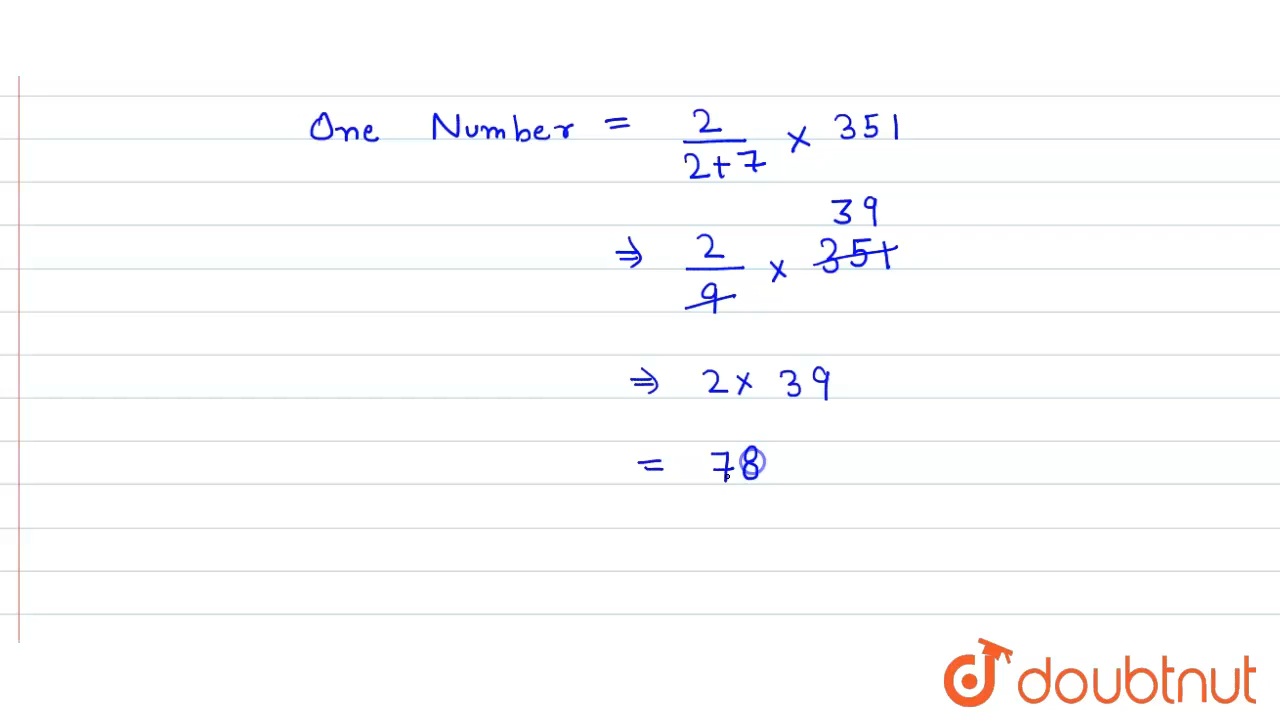 One Number = 2/(2+7) × 351
39
⇒ 2/9 × 351
⇒ 2 × 39
= 78
doubtnut